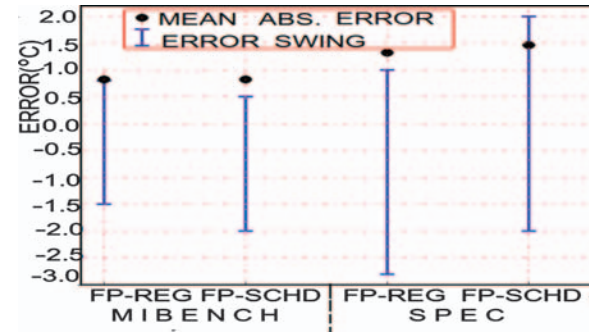 MEAN ABS. ERROR
ERROR SWING
ERROR(ºC)
2.0
1.5
1.0
0.5
0.0
-0.5
-1.0
-1.5
-2.0
-2.5
-3.0
FP-REG FP-SCHD FP-REG FP-SCHD
MIBENCH SPEC